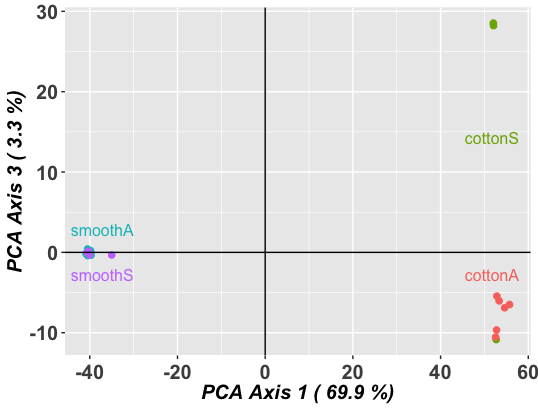 30
20
10
0
-10
PCA Axis 3 ( 3.3 %)
cottonS
smoothA
smoothS
cottonA
-40 -20 0 20 40 60
PCA Axis 1 ( 69.9 %)